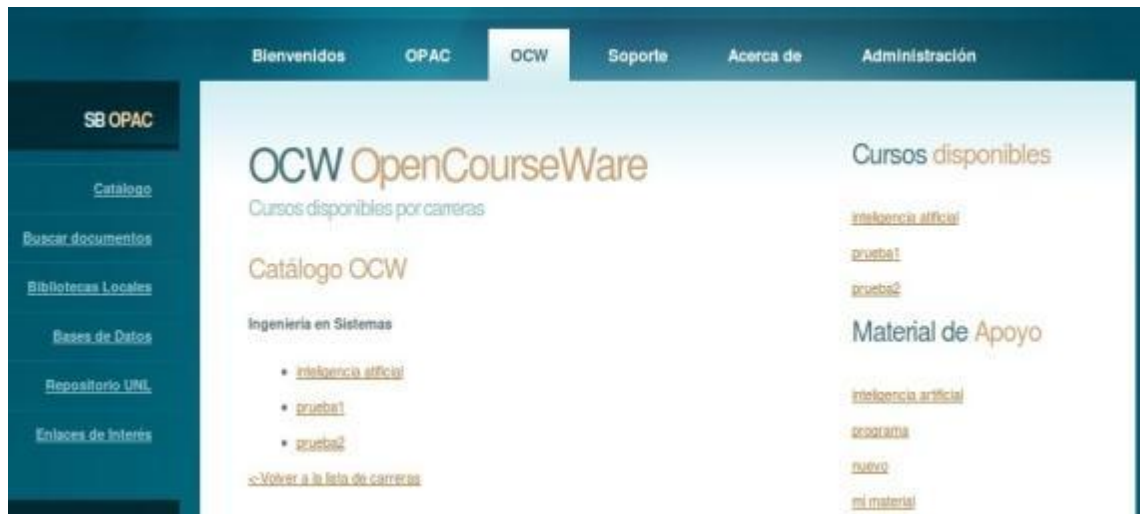 Bienvenidos OPAC OCW Soporte Acerca de Administración
SB OPAC
Catálogo
Buscar documentos
Bibliotecas Locales
Bases de Datos
Repositorio UNL
Enlaces de Interés
OCW OpenCourseWare
Cursos disponibles por carreras
Catálogo OCW
Ingeniería en Sistemas
inteligencia atificial
prueba1
prueba2
<-Volver a la lista de carreras
Cursos disponibles
inteligencia atificial
prueba1
prueba2
Material de Apoyo
inteligencia artificial
programa
nuevo
mi material